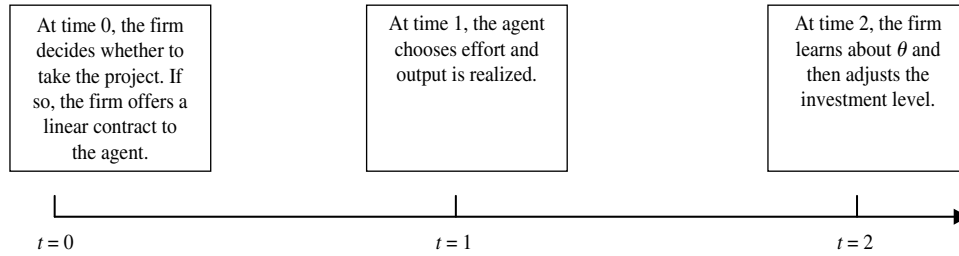 At time 0, the firm
decides whether to
take the project. If
so, the firm offers a
linear contract to
the agent.
At time 1, the agent
chooses effort and
output is realized.
At time 2, the firm
learns about θ and
then adjusts the
investment level.
t = 0
t = 1
t = 2